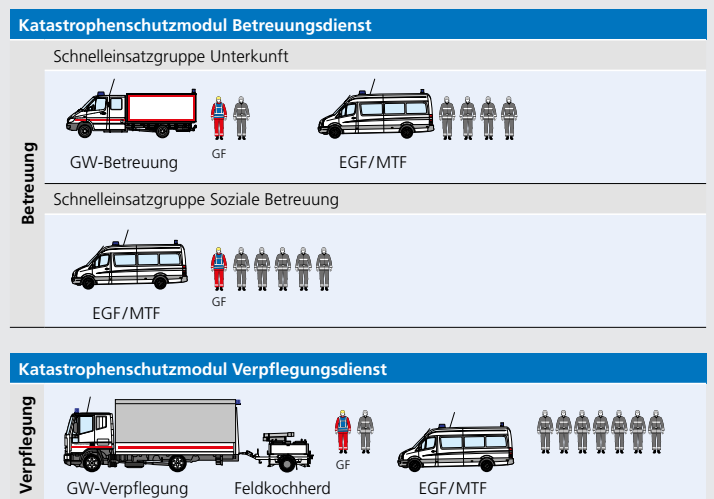 Katastrophenschutzmodul Betreuungsdienst
Betreuung
Schnelleinsatzgruppe Unterkunft
GW-Betreuung
GF
EGF/MTF
Schnelleinsatzgruppe Soziale Betreuung
EGF/MTF
GF
Katastrophenschutzmodul Verpflegungsdienst
Verpflegung
GW-Verpflegung
Feldkochherd
GF
EGF/MTF